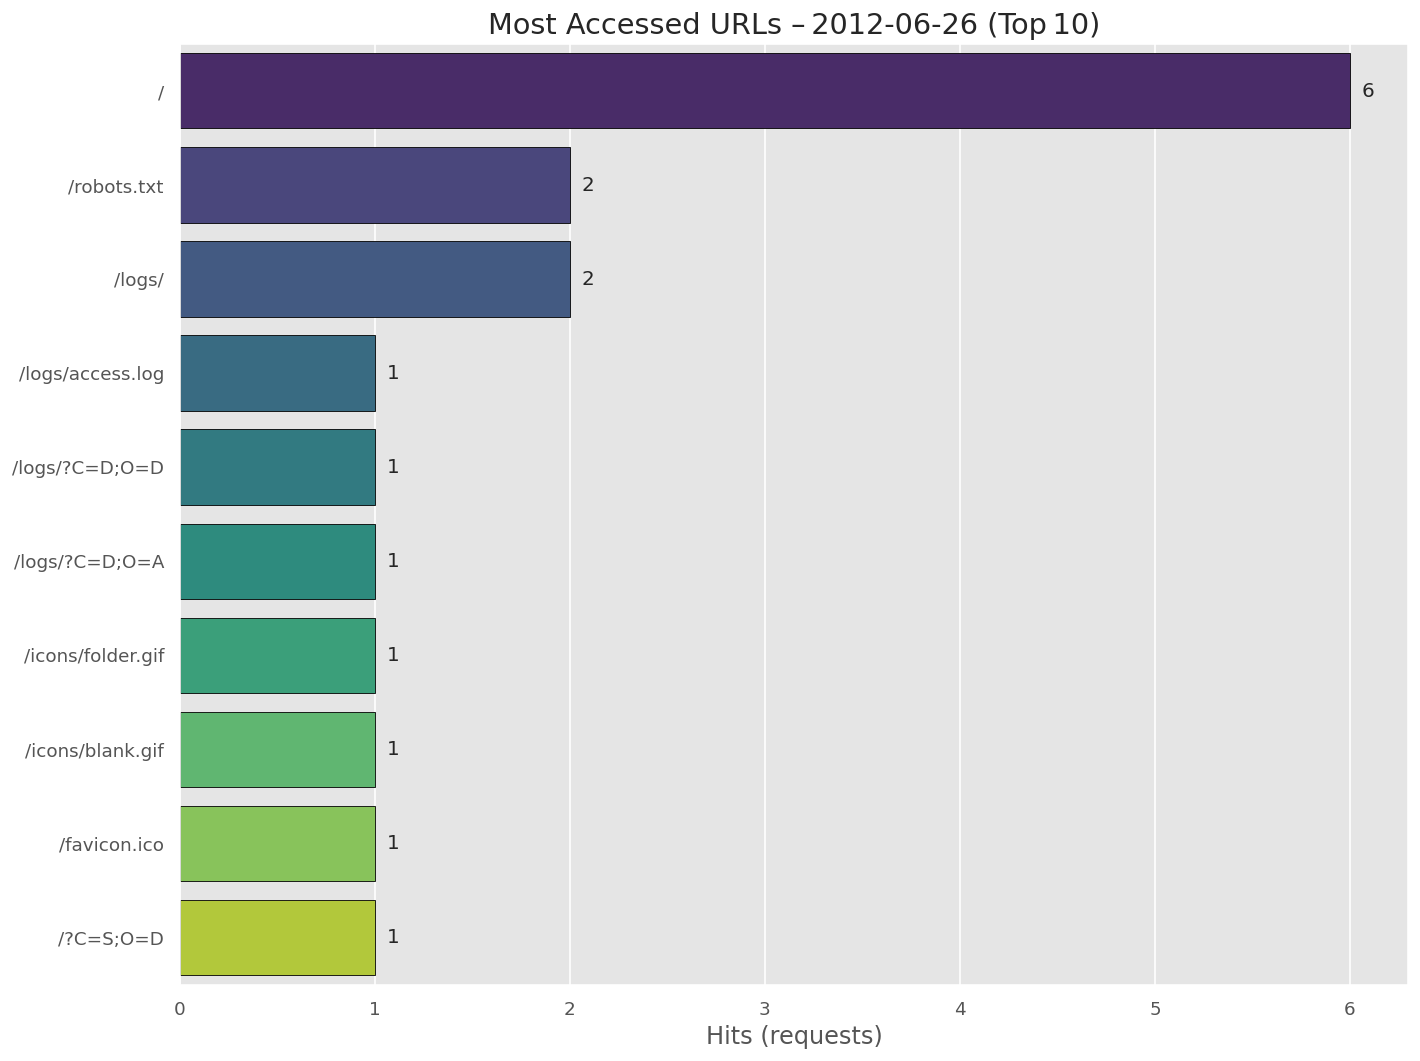 Most Accessed URLs – 2012-06-26 (Top 10)
/
6
/robots.txt
2
/logs/
2
/logs/access.log
1
/logs/?C=D;O=D
1
/logs/?C=D;O=A
1
/icons/folder.gif
1
/icons/blank.gif
1
/favicon.ico
1
/?C=S;O=D
1
0 1 2 3 4 5 6
Hits (requests)